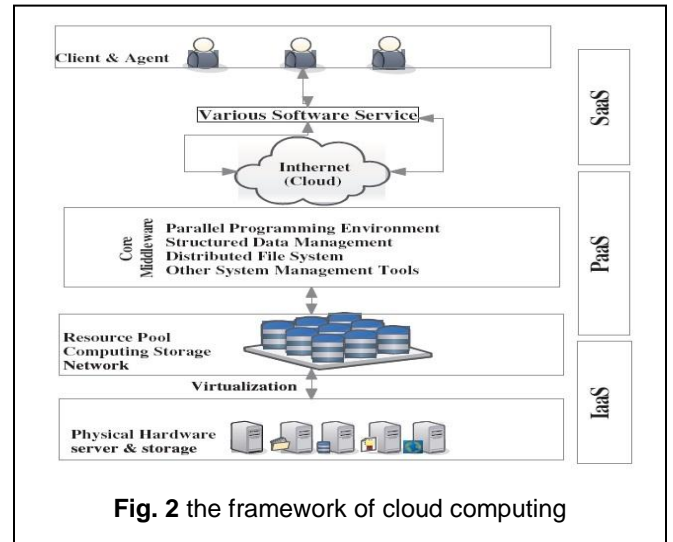 Client & Agent
Various Software Service
Inthernet
(Cloud)
SaaS
Core
Middleware
Parallel Programming Environment
Structured Data Management
Distributed File System
Other System Management Tools
PaaS
Resource Pool
Computing Storage
Network
Virtualization
IaaS
Physical Hardware
server & storage
Fig. 2 the framework of cloud computing